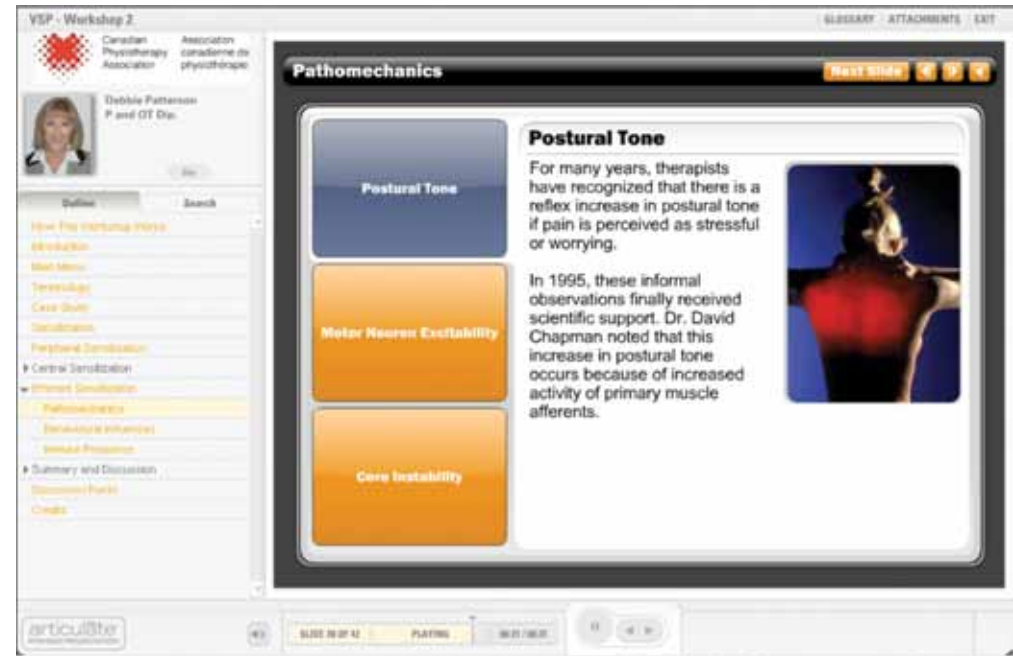 VSP - Workshop 2
GLOSSARY ATTACHMENTS EXIT
Canadian
Physiotherapy
Association
Association
canadienne de
physiothérapie
Debbie Patterson
P and OT Dip.
Outline Search
How This Workshop Works
Introduction
Main Menu
Terminology
Case Study
Sensitization
Peripheral Sensitization
Central Sensitization
Efferent Sensitization
Pathomechanics
Behavioural Influences
Immune Response
Summary and Discussion
Discussion Points
Credits
Pathomechanics
Next Slide
Postural Tone
Motor Neuron Excitability
Core Instability
Postural Tone
For many years, therapists
have recognized that there is a
reflex increase in postural tone
if pain is perceived as stressful
or worrying.
In 1995, these informal
observations finally received
scientific support. Dr. David
Chapman noted that this
increase in postural tone
occurs because of increased
activity of primary muscle
afferents.
articul8te
PLAYING